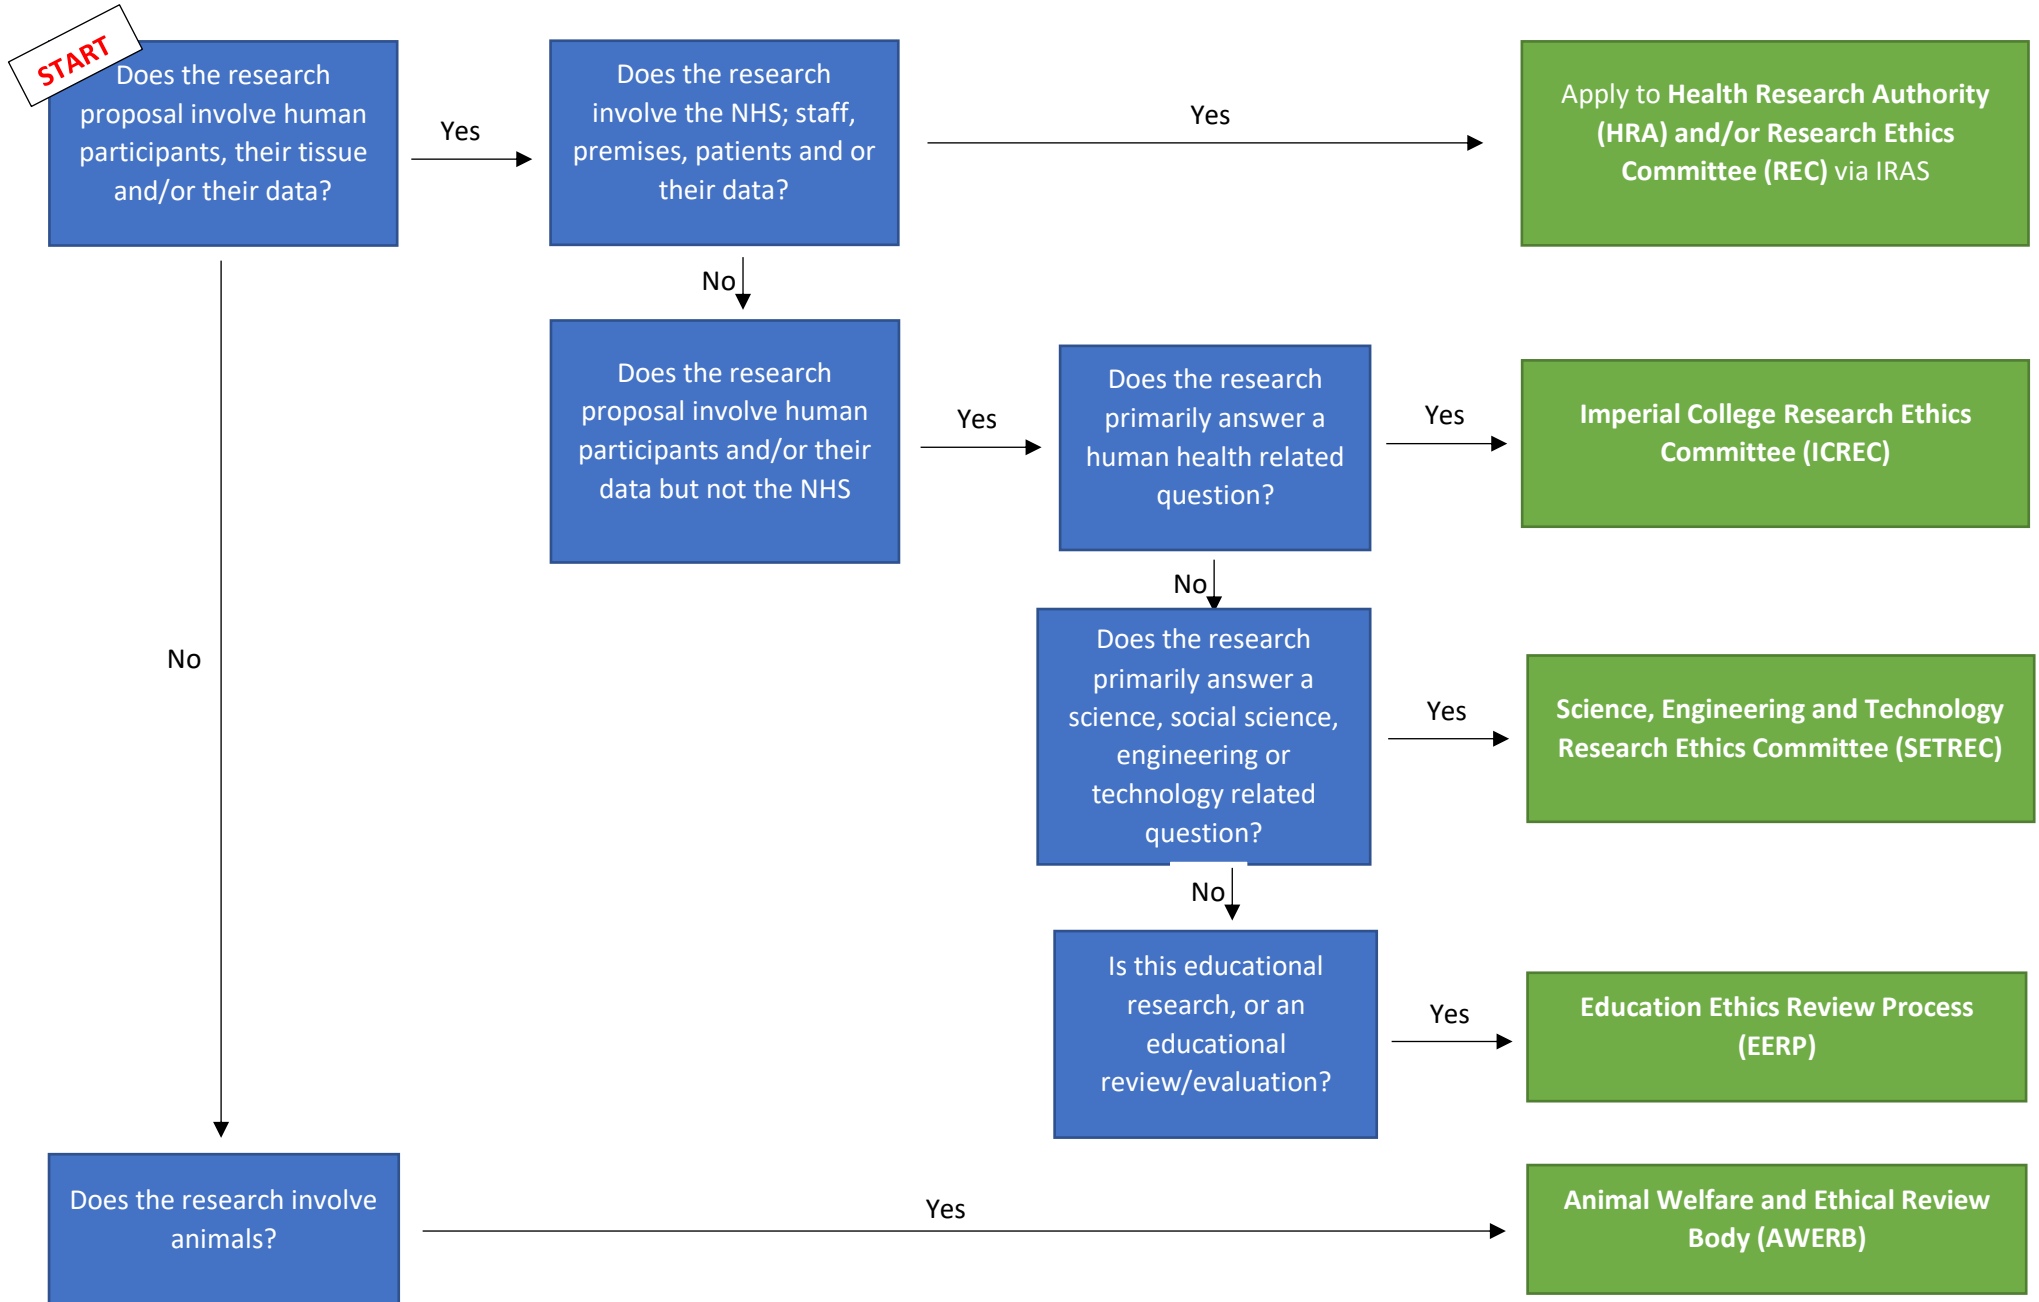 START
Does the research
proposal involve human
participants, their tissue
and/or their data?
Yes
Does the research
involve the NHS; staff,
premises, patients and or
their data?
Yes
Apply to Health Research Authority
(HRA) and/or Research Ethics
Committee (REC) via IRAS
No
Does the research
proposal involve human
participants and/or their
data but not the NHS
Yes
Does the research
primarily answer a
human health related
question?
Yes
Imperial College Research Ethics
Committee (ICREC)
No
Does the research
primarily answer a
science, social science,
engineering or
technology related
question?
Yes
Science, Engineering and Technology
Research Ethics Committee (SETREC)
No
No
Is this educational
research, or an
educational
review/evaluation?
Yes
Education Ethics Review Process
(EERP)
Does the research involve
animals?
Yes
Animal Welfare and Ethical Review
Body (AWERB)